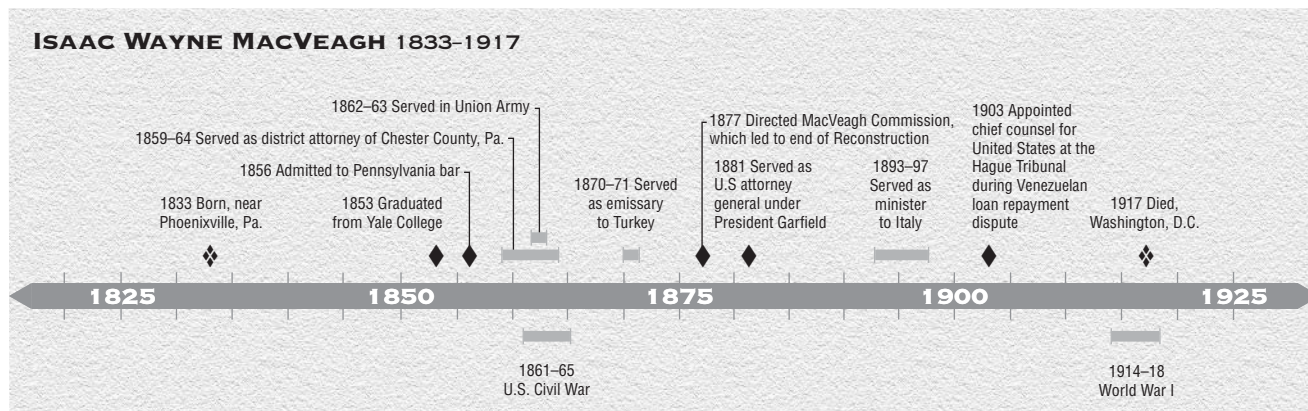 ISAAC WAYNE MACVEAGH 1833–1917
1862–63 Served in Union Army
1859–64 Served as district attorney of Chester County, Pa.
1856 Admitted to Pennsylvania bar
1833 Born, near
Phoenixville, Pa.
1853 Graduated
from Yale College
1870–71 Served
as emissary
to Turkey
1877 Directed MacVeagh Commission,
which led to end of Reconstruction
1881 Served as
U.S attorney
general under
President Garfield
1893–97
Served as
minister
to Italy
1903 Appointed
chief counsel for
United States at the
Hague Tribunal
during Venezuelan
loan repayment
dispute
1917 Died,
Washington, D.C.
1825
1850
1875
1900
1925
1861–65
U.S. Civil War
1914–18
World War I